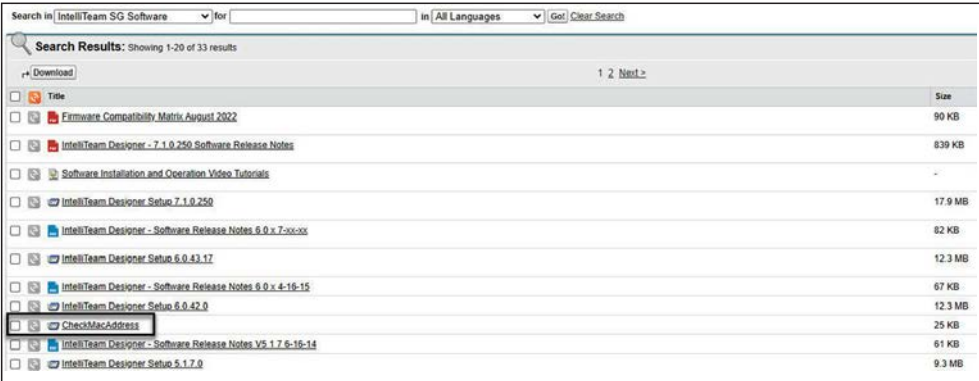 Search in IntelliTeam SG Software for in All Languages Go! Clear Search
Search Results: Showing 1-20 of 33 results
Download 1 2 Next >
Title Size
Firmware Compatibility Matrix August 2022 90 KB
IntelliTeam Designer - 7.1.0.250 Software Release Notes 839 KB
Software Installation and Operation Video Tutorials -
IntelliTeam Designer Setup 7.1.0.250 17.9 MB
IntelliTeam Designer - Software Release Notes 6.0.x 7-xx-xx 82 KB
IntelliTeam Designer Setup 6.0.43.17 12.3 MB
IntelliTeam Designer - Software Release Notes 6.0.x 4-16-15 67 KB
IntelliTeam Designer Setup 6.0.42.0 12.3 MB
CheckMacAddress 25 KB
IntelliTeam Designer - Software Release Notes V5.1.7 6-16-14 61 KB
IntelliTeam Designer Setup 5.1.7.0 9.3 MB